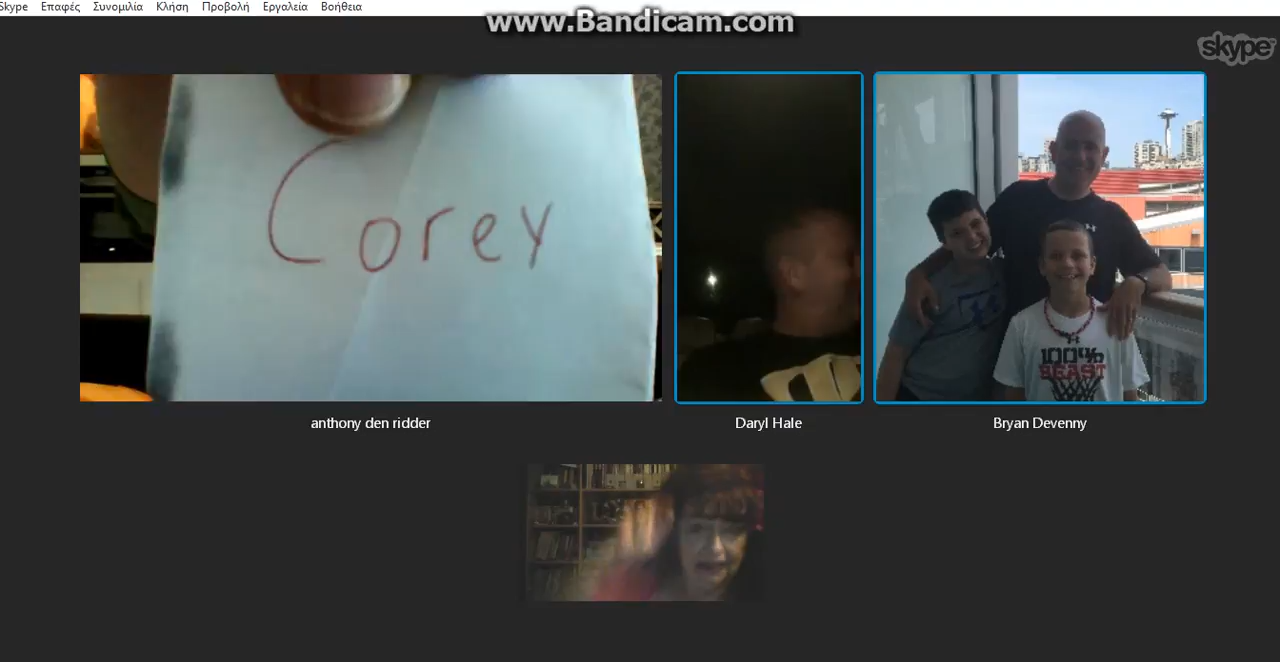 Skype Επαφές Συνομιλία Κλήση Προβολή Εργαλεία Βοήθεια
www.Bandicam.com
skype
Corey
100%
BEAST
anthony den ridder
Daryl Hale
Bryan Devenny